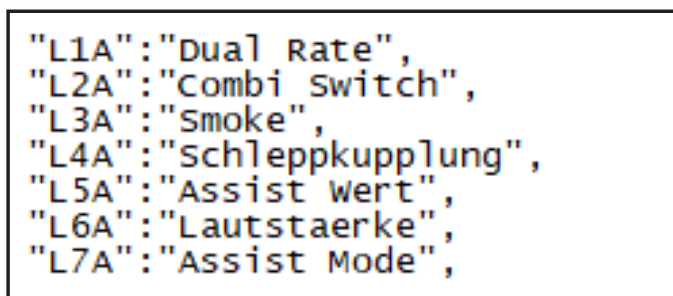 "L1A":"Dual Rate",
"L2A":"Combi Switch",
"L3A":"Smoke",
"L4A":"Schleppkupplung",
"L5A":"Assist Wert",
"L6A":"Lautstaerke",
"L7A":"Assist Mode",